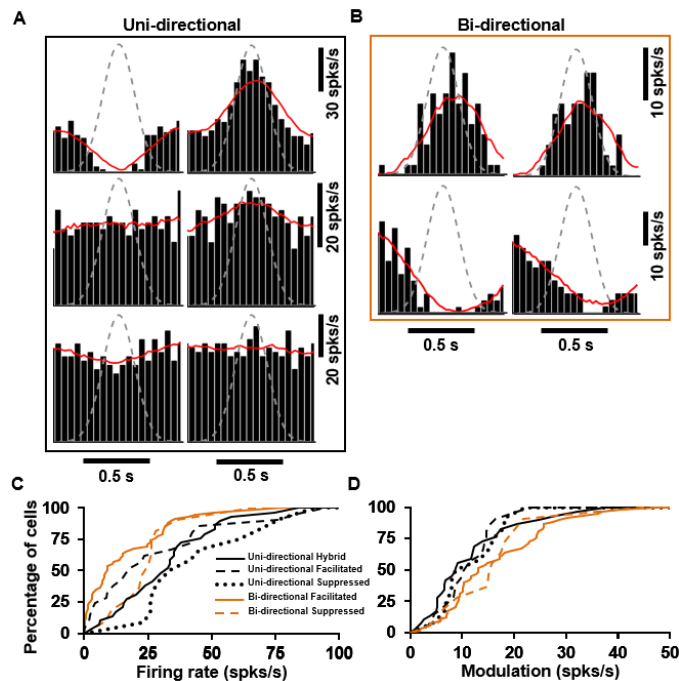 A
Uni-directional
B
Bi-directional
30 spks/s
10 spks/s
20 spks/s
10 spks/s
0.5 s
0.5 s
20 spks/s
0.5 s
0.5 s
C
D
Percentage of cells
100
75
50
25
0
Uni-directional Hybrid
Uni-directional Facilitated
Uni-directional Suppressed
Bi-directional Facilitated
Bi-directional Suppressed
0
25
50
75
100
Firing rate (spks/s)
100
75
50
25
0
0
10
20
30
40
50
Modulation (spks/s)